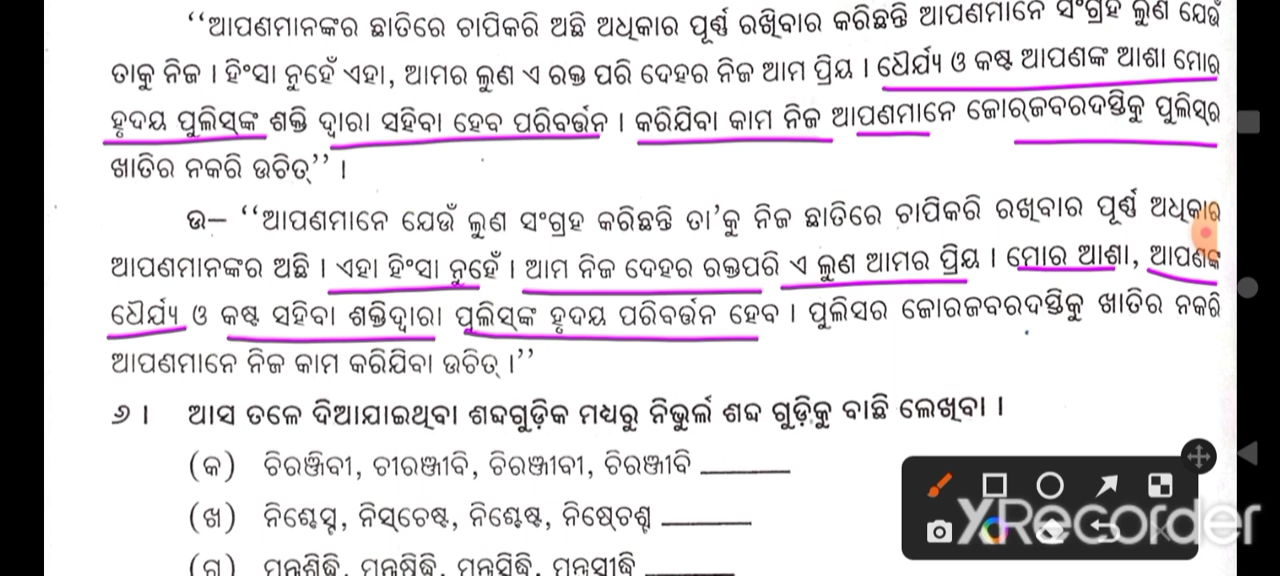 ‘‘ଆପଣମାନଙ୍କର ଛାତିରେ ଚାପିକରି ଅଛି ଅଧିକାର ପୂର୍ଣ୍ଣ ରଖିବାର କରିଛନ୍ତି ଆପଣମାନେ ସଂଗ୍ରହ ଲୁଣ ଯେଉଁ
ତାକୁ ନିଜ । ହିଂସା ନୁହେଁ ଏହା, ଆମର ଲୁଣ ଏ ରକ୍ତ ପରି ଦେହର ନିଜ ଆମ ପ୍ରିୟ । ଧୈର୍ଯ୍ୟ ଓ କଷ୍ଟ ଆପଣଙ୍କ ଆଶା ମୋର
ହୃଦୟ ପୁଲିସ୍‌ଙ୍କ ଶକ୍ତି ଦ୍ୱାରା ସହିବା ହେବ ପରିବର୍ତ୍ତନ । କରିଯିବା କାମ ନିଜ ଆପଣମାନେ ଜୋର୍‌ଜବରଦସ୍ତିକୁ ପୁଲିସ୍‌ର
ଖାତିର ନକରି ଉଚିତ୍’’ ।
ଉ– ‘‘ଆପଣମାନେ ଯେଉଁ ଲୁଣ ସଂଗ୍ରହ କରିଛନ୍ତି ତା’କୁ ନିଜ ଛାତିରେ ଚାପିକରି ରଖିବାର ପୂର୍ଣ୍ଣ ଅଧିକାର
ଆପଣମାନଙ୍କର ଅଛି । ଏହା ହିଂସା ନୁହେଁ । ଆମ ନିଜ ଦେହର ରକ୍ତପରି ଏ ଲୁଣ ଆମର ପ୍ରିୟ । ମୋର ଆଶା, ଆପଣଙ୍କ
ଧୈର୍ଯ୍ୟ ଓ କଷ୍ଟ ସହିବା ଶକ୍ତିଦ୍ୱାରା ପୁଲିସ୍‌ଙ୍କ ହୃଦୟ ପରିବର୍ତ୍ତନ ହେବ । ପୁଲିସର ଜୋରଜବରଦସ୍ତିକୁ ଖାତିର ନକରି
ଆପଣମାନେ ନିଜ କାମ କରିଯିବା ଉଚିତ୍ ।’’
୬ । ଆସ ତଳେ ଦିଆଯାଇଥିବା ଶବ୍ଦଗୁଡ଼ିକ ମଧ୍ୟରୁ ନିଭୁର୍ଲ ଶବ୍ଦ ଗୁଡ଼ିକୁ ବାଛି ଲେଖିବା ।
(କ) ଚିରଞ୍ଜିବୀ, ଚୀରଞ୍ଜୀବି, ଚିରଞ୍ଜୀବୀ, ଚିରଞ୍ଜୀବି
(ଖ) ନିସ୍‌ଚେଷ୍ଟ, ନିଶ୍ଚେଷ୍ଟ,
(ଗ)
XRecorder